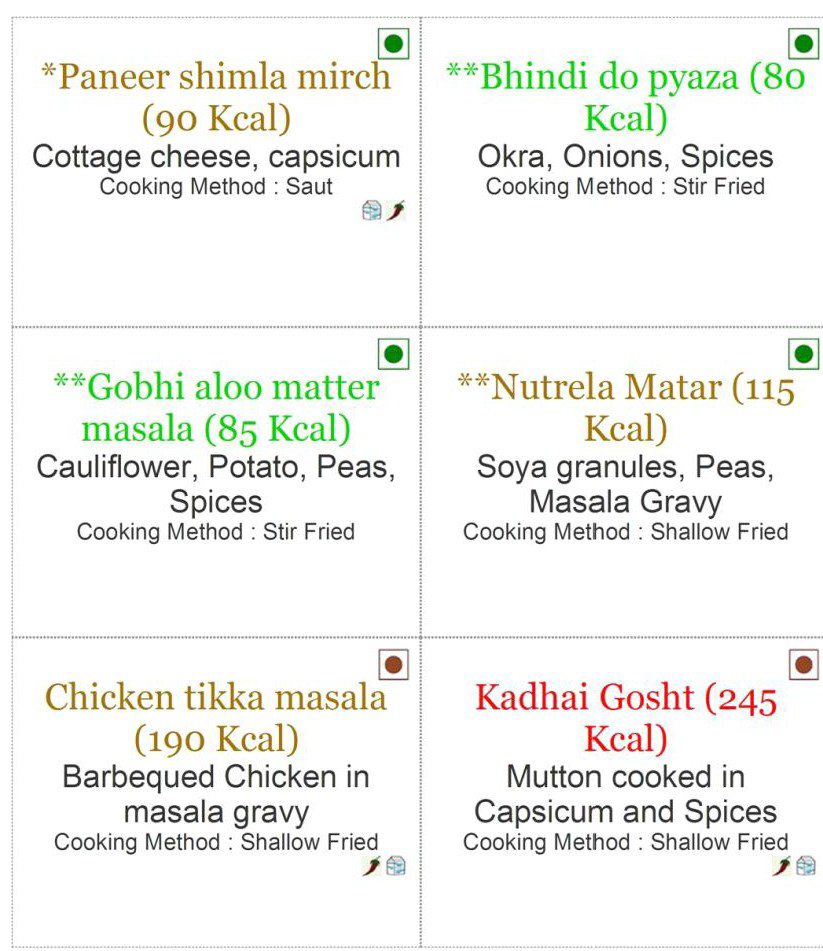 *Paneer shimla mirch
(90 Kcal)
Cottage cheese, capsicum
Cooking Method : Saut
**Bhindi do pyaza (80
Kcal)
Okra, Onions, Spices
Cooking Method : Stir Fried
**Gobhi aloo matter
masala (85 Kcal)
Cauliflower, Potato, Peas,
Spices
Cooking Method : Stir Fried
**Nutrela Matar (115
Kcal)
Soya granules, Peas,
Masala Gravy
Cooking Method : Shallow Fried
Chicken tikka masala
(190 Kcal)
Barbequed Chicken in
masala gravy
Cooking Method : Shallow Fried
Kadhai Gosht (245
Kcal)
Mutton cooked in
Capsicum and Spices
Cooking Method : Shallow Fried